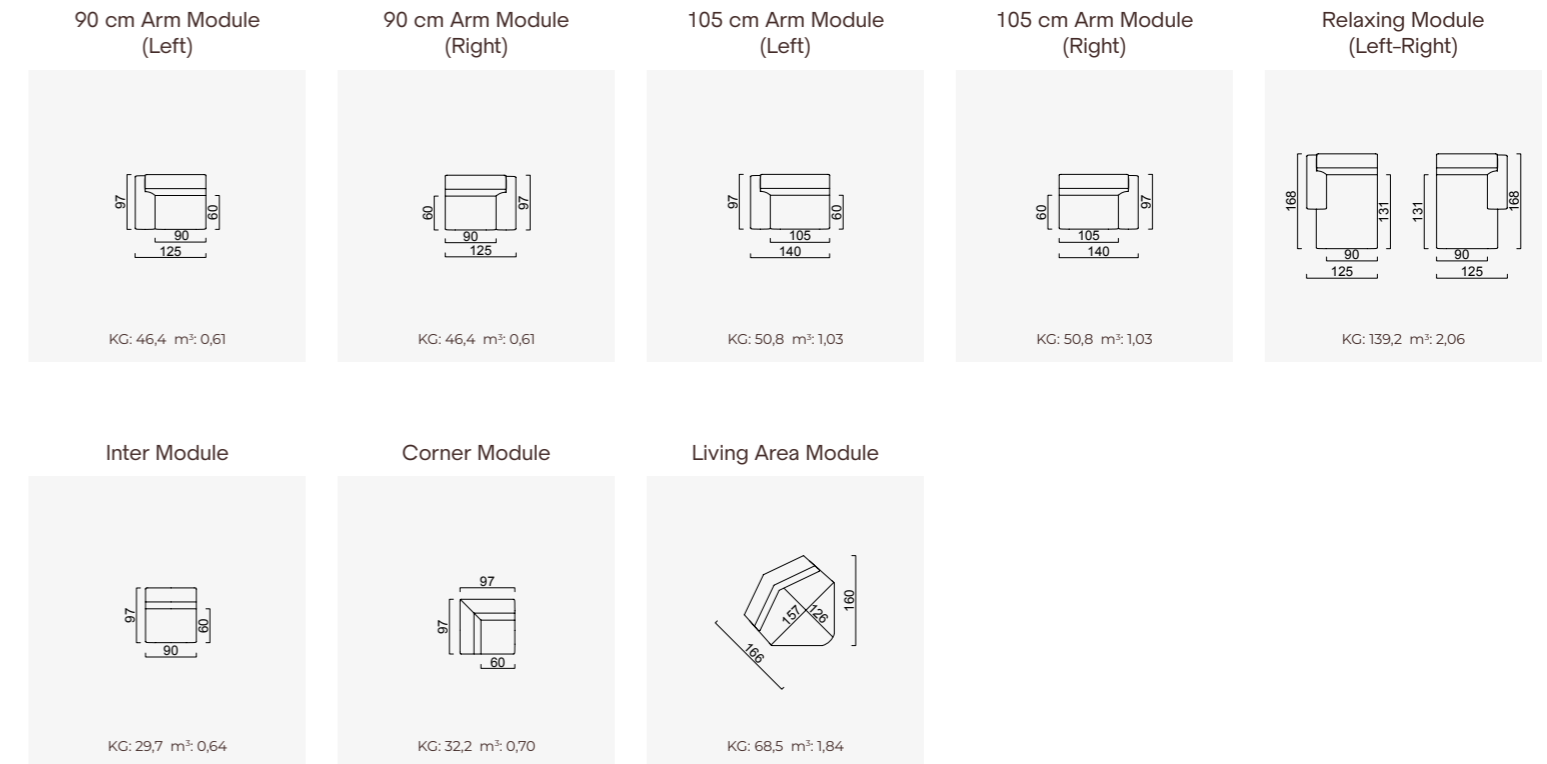 90 cm Arm Module
(Left)
97
60
90
125
KG: 46,4 m³: 0,61
90 cm Arm Module
(Right)
60
97
90
125
KG: 46,4 m³: 0,61
105 cm Arm Module
(Left)
97
60
105
140
KG: 50,8 m³: 1,03
105 cm Arm Module
(Right)
60
97
105
140
KG: 50,8 m³: 1,03
Relaxing Module
(Left-Right)
168
131
90
125
131
168
90
125
KG: 139,2 m³: 2,06
Inter Module
97
60
90
KG: 29,7 m³: 0,64
Corner Module
97
97
60
KG: 32,2 m³: 0,70
Living Area Module
157
126
160
166
KG: 68,5 m³: 1,84